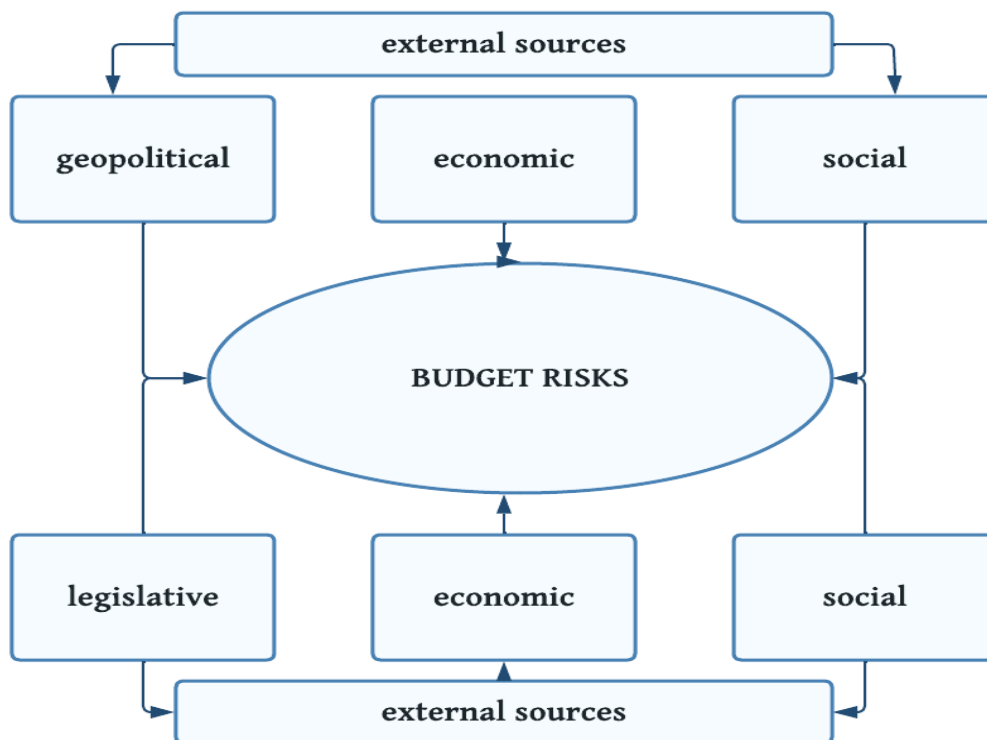 external sources
geopolitical
economic
social
BUDGET RISKS
legislative
economic
social
external sources